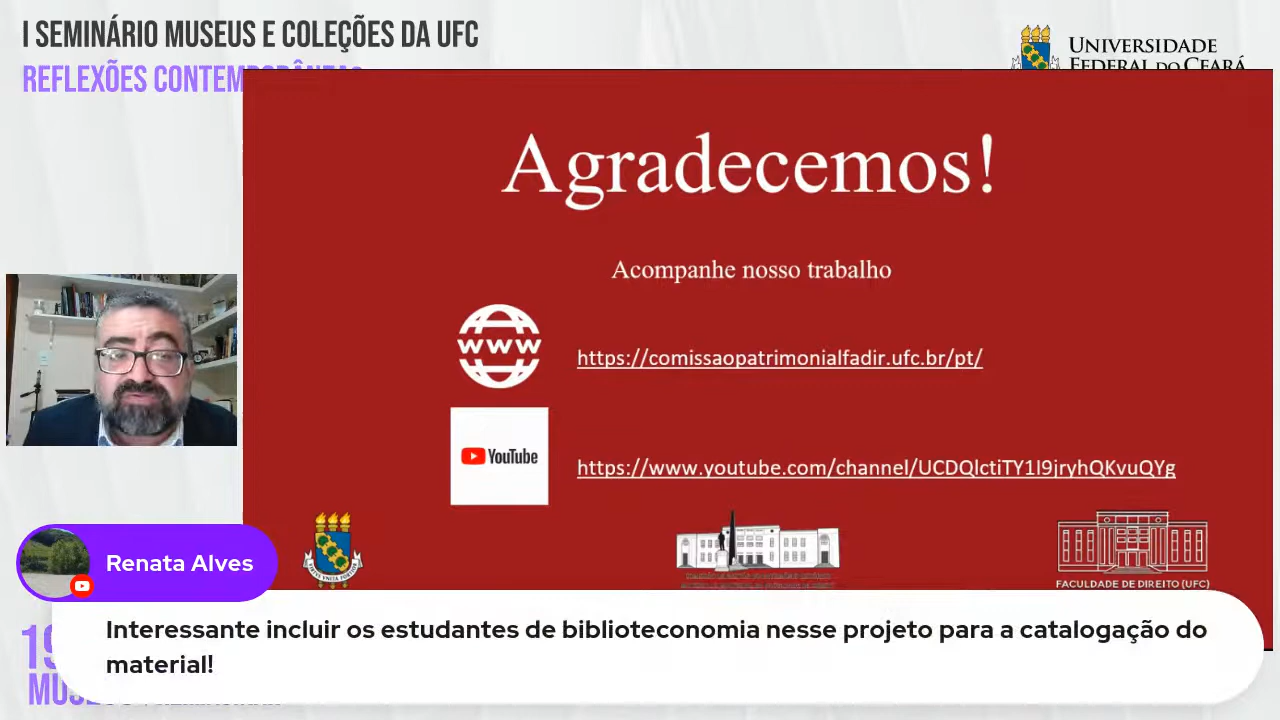 I SEMINÁRIO MUSEUS E COLEÇÕES DA UFC
REFLEXÕES CONTEMPORÂNEAS
UNIVERSIDADE
FEDERAL DO CEARÁ
Agradecemos!
Acompanhe nosso trabalho
WWW
https://comissaopatrimonialfadir.ufc.br/pt/
YouTube
https://www.youtube.com/channel/UCDQlctiTY1I9jryhQKvuQYg
FACULDADE DE DIREITO (UFC)
Renata Alves
Interessante incluir os estudantes de biblioteconomia nesse projeto para a catalogação do
material!